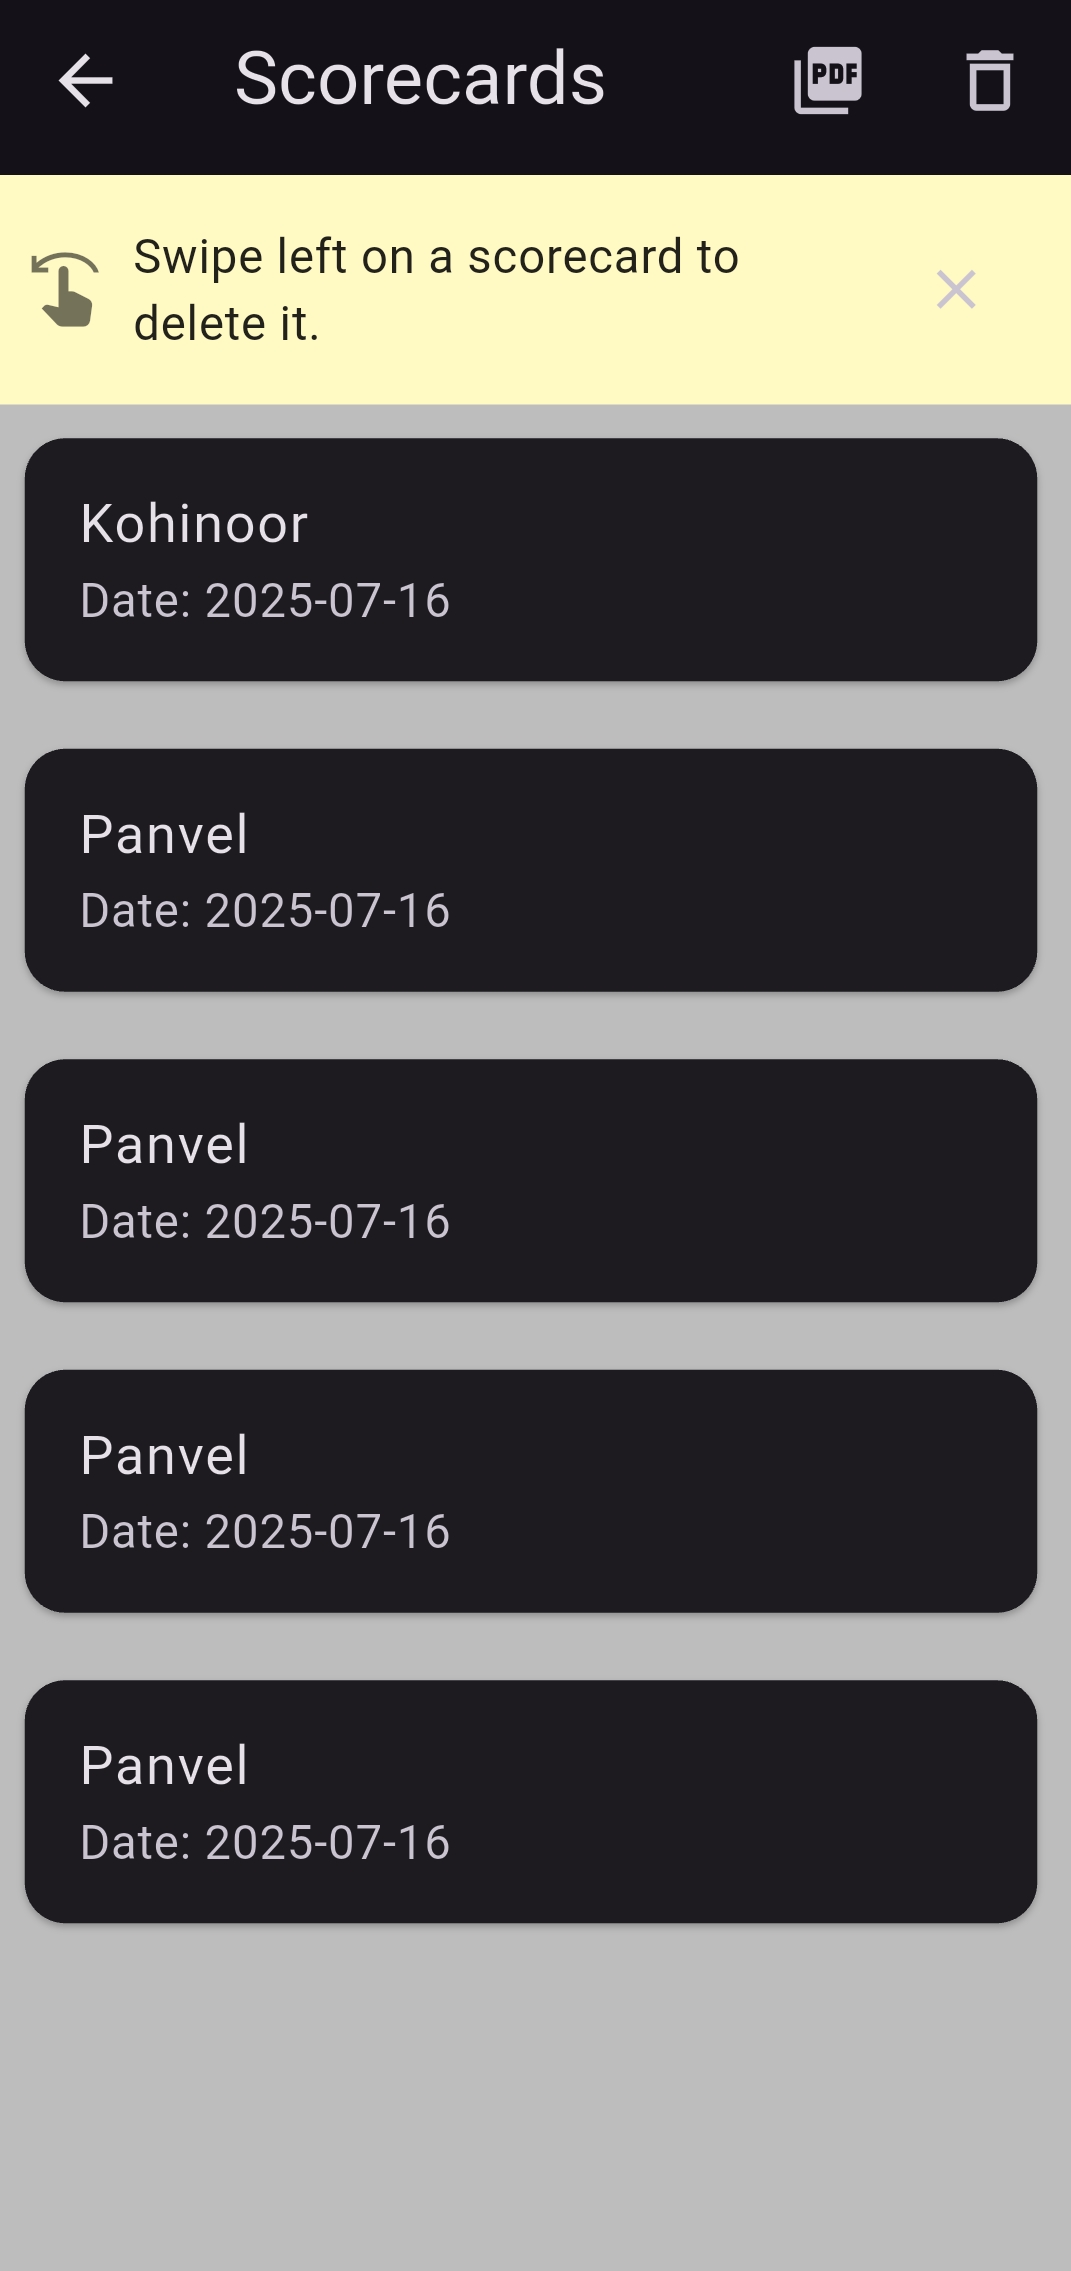 Scorecards
PDF
Swipe left on a scorecard to
delete it.
Kohinoor
Date: 2025-07-16
Panvel
Date: 2025-07-16
Panvel
Date: 2025-07-16
Panvel
Date: 2025-07-16
Panvel
Date: 2025-07-16